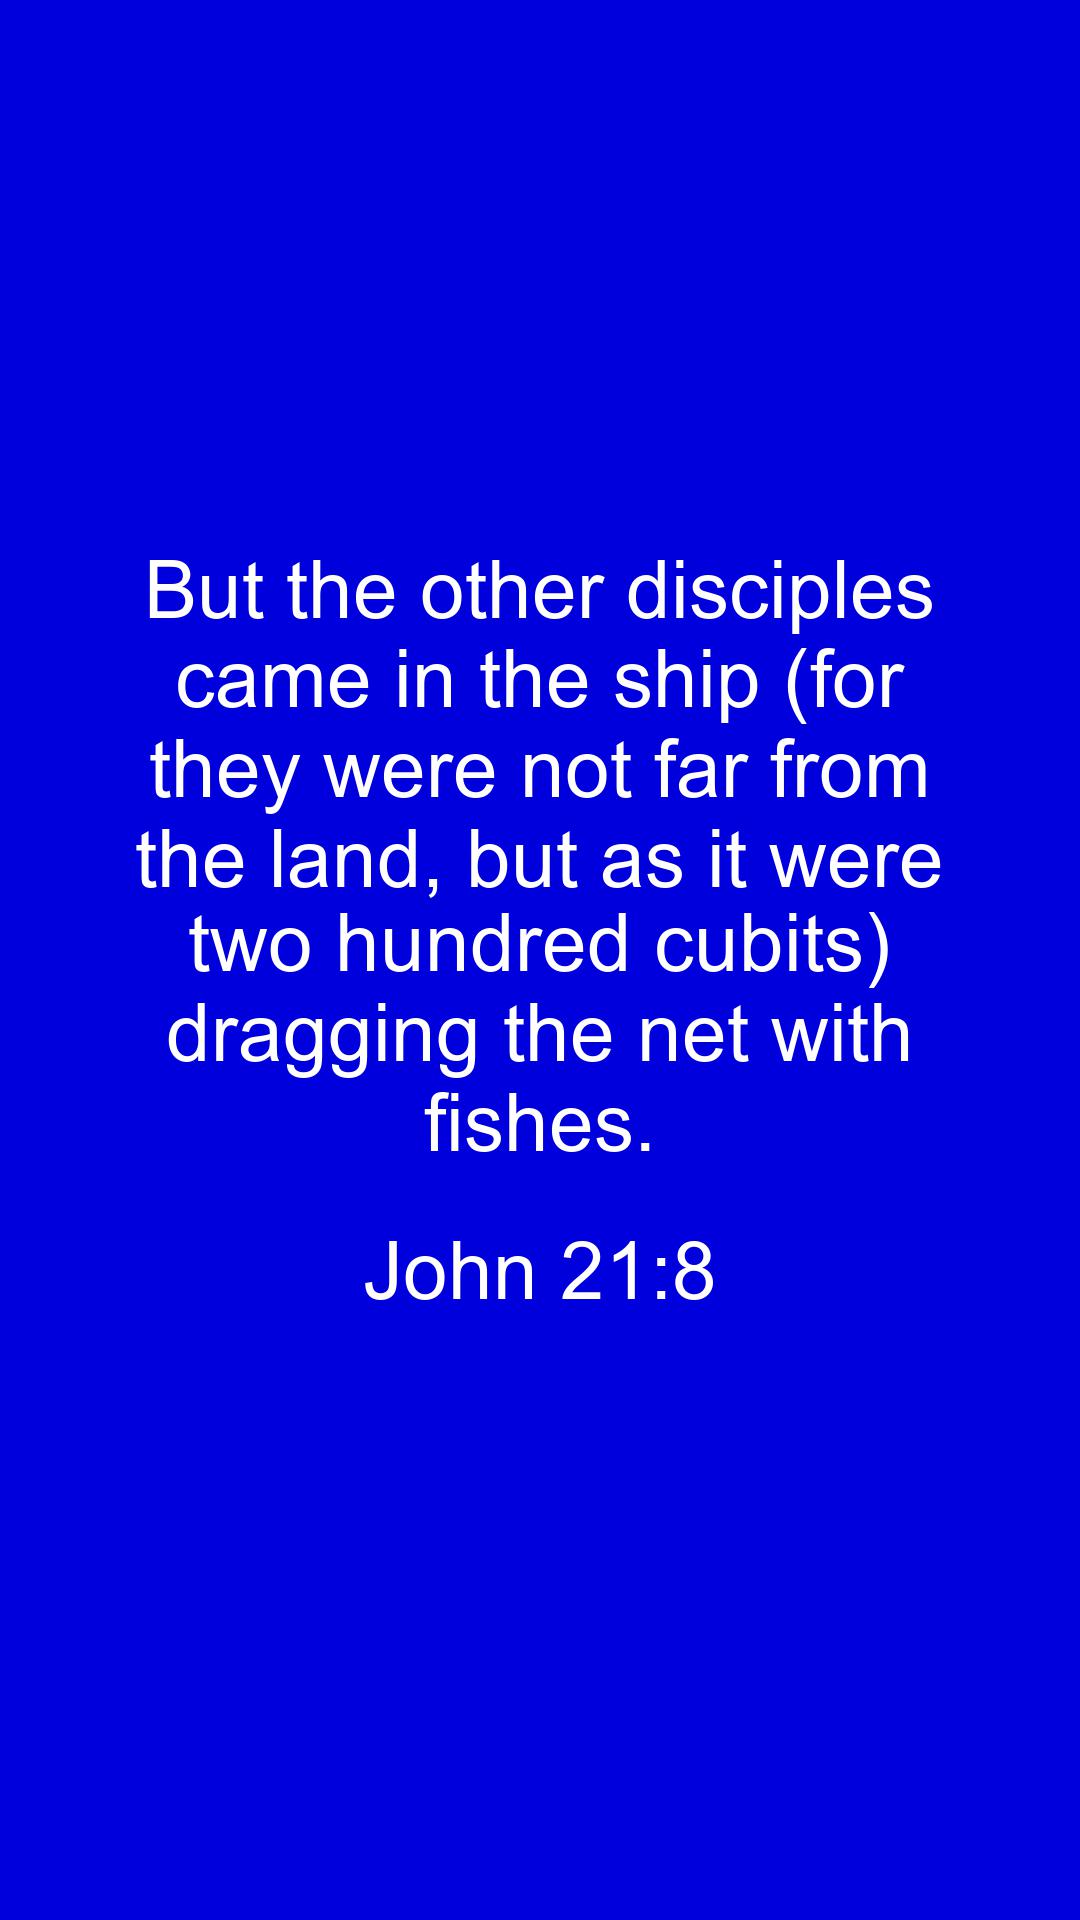 But the other disciples
came in the ship (for
they were not far from
the land, but as it were
two hundred cubits)
dragging the net with
fishes.
John 21:8